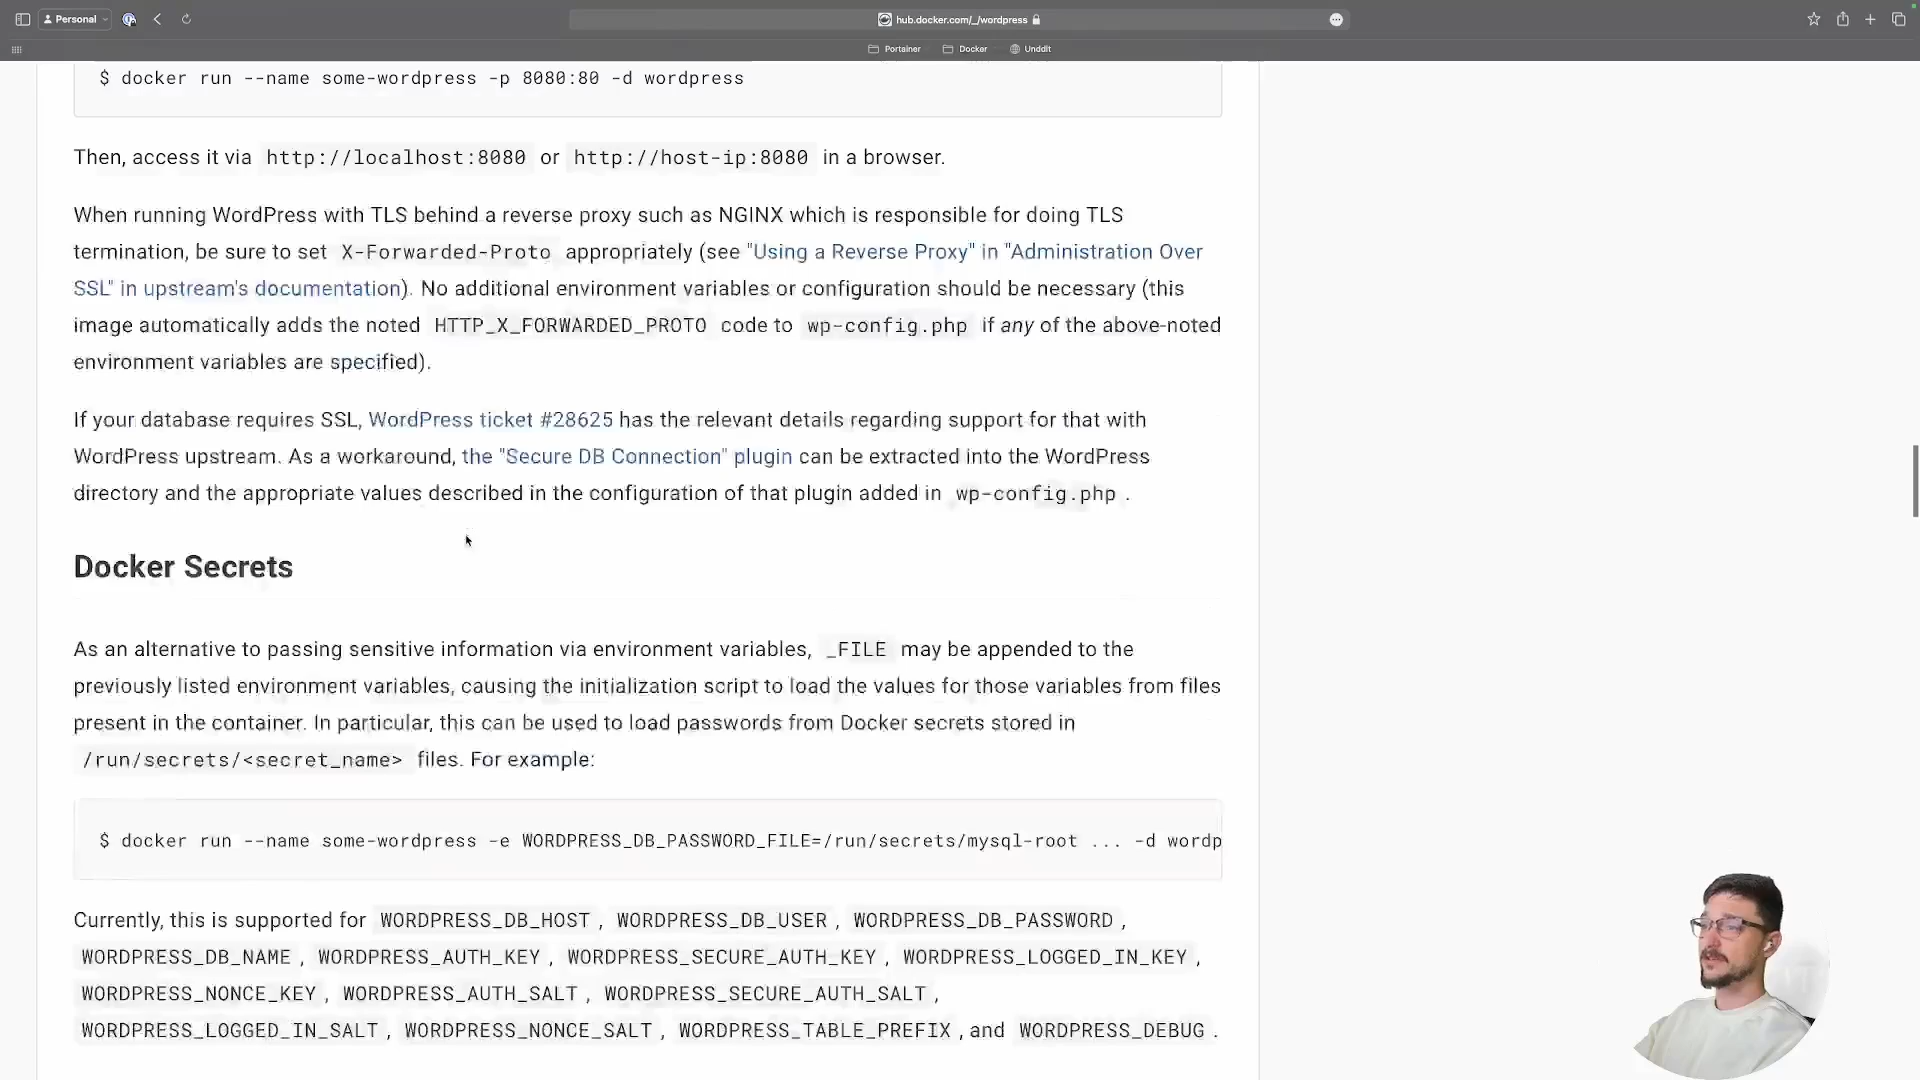 Personal
hub.docker.com/_/wordpress
Portainer
Docker
Unddit
$ docker run --name some-wordpress -p 8080:80 -d wordpress
Then, access it via http://localhost:8080 or http://host-ip:8080 in a browser.
When running WordPress with TLS behind a reverse proxy such as NGINX which is responsible for doing TLS
termination, be sure to set X-Forwarded-Proto appropriately (see "Using a Reverse Proxy" in "Administration Over
SSL" in upstream's documentation). No additional environment variables or configuration should be necessary (this
image automatically adds the noted HTTP_X_FORWARDED_PROTO code to wp-config.php if any of the above-noted
environment variables are specified).
If your database requires SSL, WordPress ticket #28625 has the relevant details regarding support for that with
WordPress upstream. As a workaround, the "Secure DB Connection" plugin can be extracted into the WordPress
directory and the appropriate values described in the configuration of that plugin added in wp-config.php .
Docker Secrets
As an alternative to passing sensitive information via environment variables, _FILE may be appended to the
previously listed environment variables, causing the initialization script to load the values for those variables from files
present in the container. In particular, this can be used to load passwords from Docker secrets stored in
/run/secrets/<secret_name> files. For example:
$ docker run --name some-wordpress -e WORDPRESS_DB_PASSWORD_FILE=/run/secrets/mysql-root ... -d wordp
Currently, this is supported for WORDPRESS_DB_HOST , WORDPRESS_DB_USER , WORDPRESS_DB_PASSWORD ,
WORDPRESS_DB_NAME , WORDPRESS_AUTH_KEY , WORDPRESS_SECURE_AUTH_KEY , WORDPRESS_LOGGED_IN_KEY ,
WORDPRESS_NONCE_KEY , WORDPRESS_AUTH_SALT , WORDPRESS_SECURE_AUTH_SALT ,
WORDPRESS_LOGGED_IN_SALT , WORDPRESS_NONCE_SALT , WORDPRESS_TABLE_PREFIX , and WORDPRESS_DEBUG .